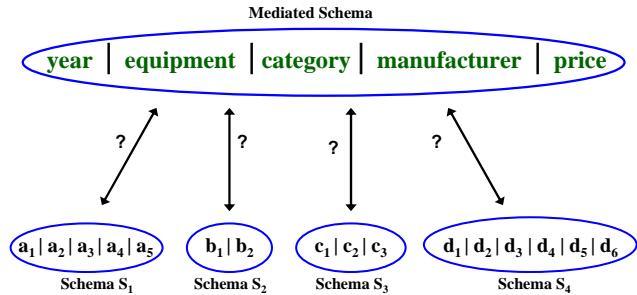 Mediated Schema
year | equipment | category | manufacturer | price
? ? ? ?
a₁ | a₂ | a₃ | a₄ | a₅ b₁ | b₂ c₁ | c₂ | c₃ d₁ | d₂ | d₃ | d₄ | d₅ | d₆
Schema S₁ Schema S₂ Schema S₃ Schema S₄